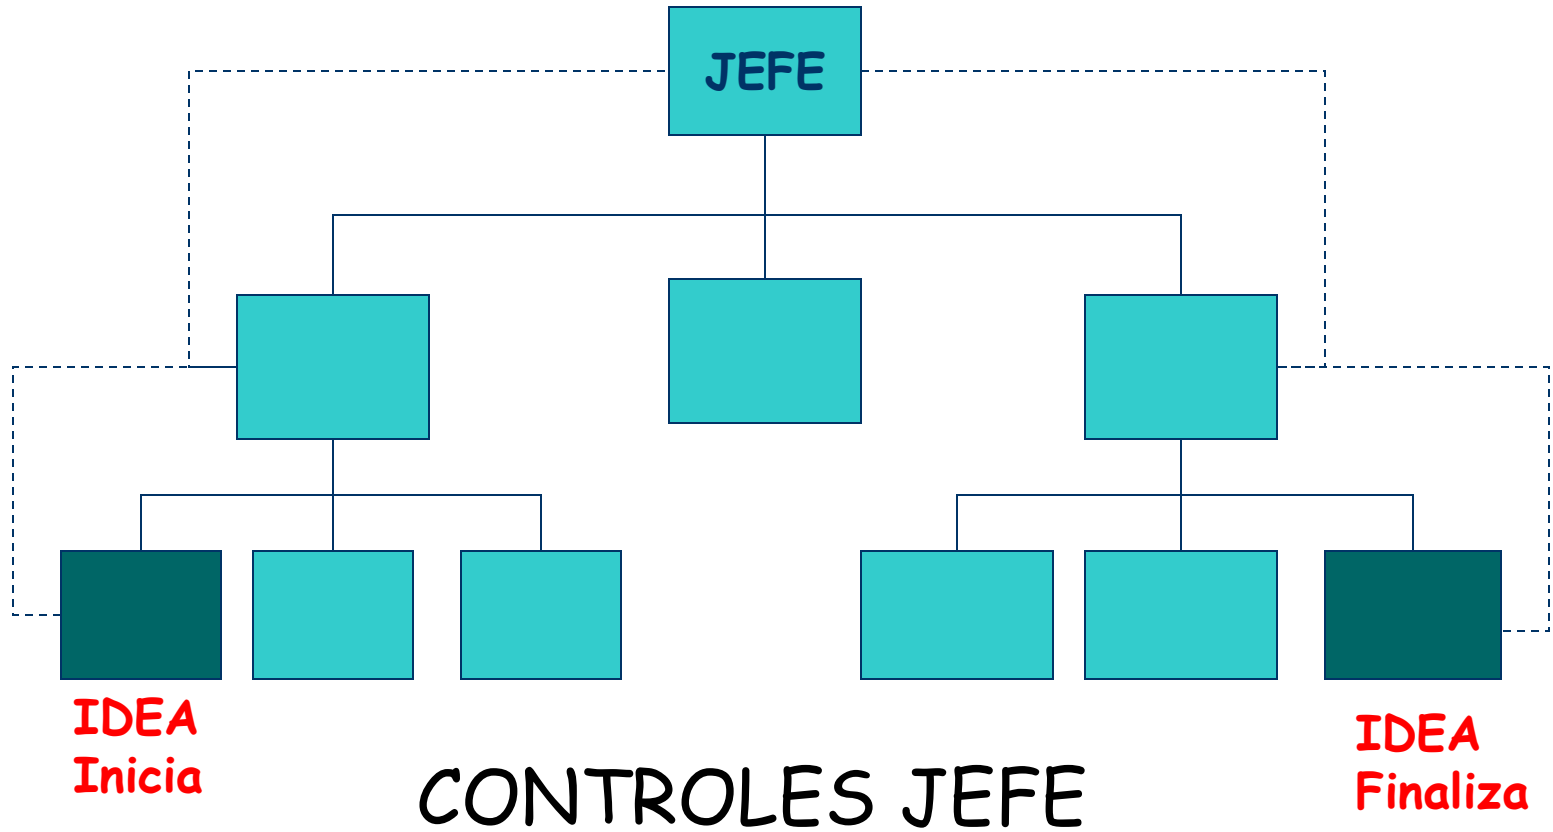 JEFE
IDEA
Inicia
IDEA
Finaliza
CONTROLES JEFE